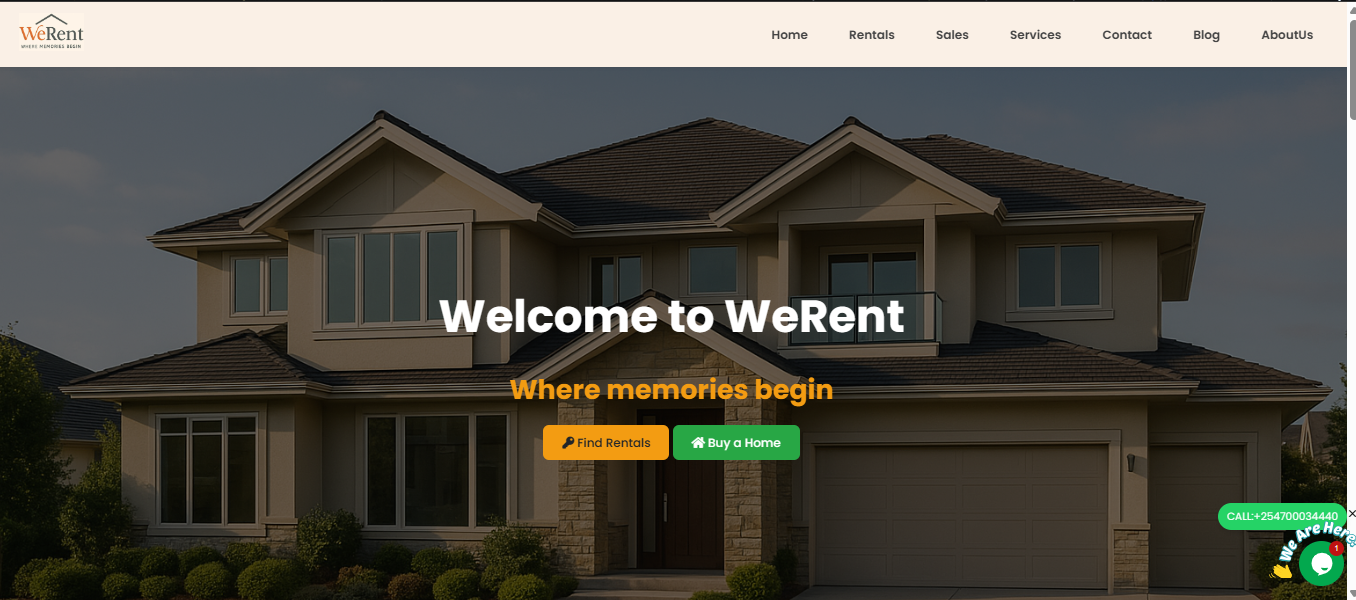 WeRent
WHERE MEMORIES BEGIN
Home Rentals Sales Services Contact Blog AboutUs
Welcome to WeRent
Where memories begin
Find Rentals Buy a Home
CALL:+254700034440
We Are Here
1